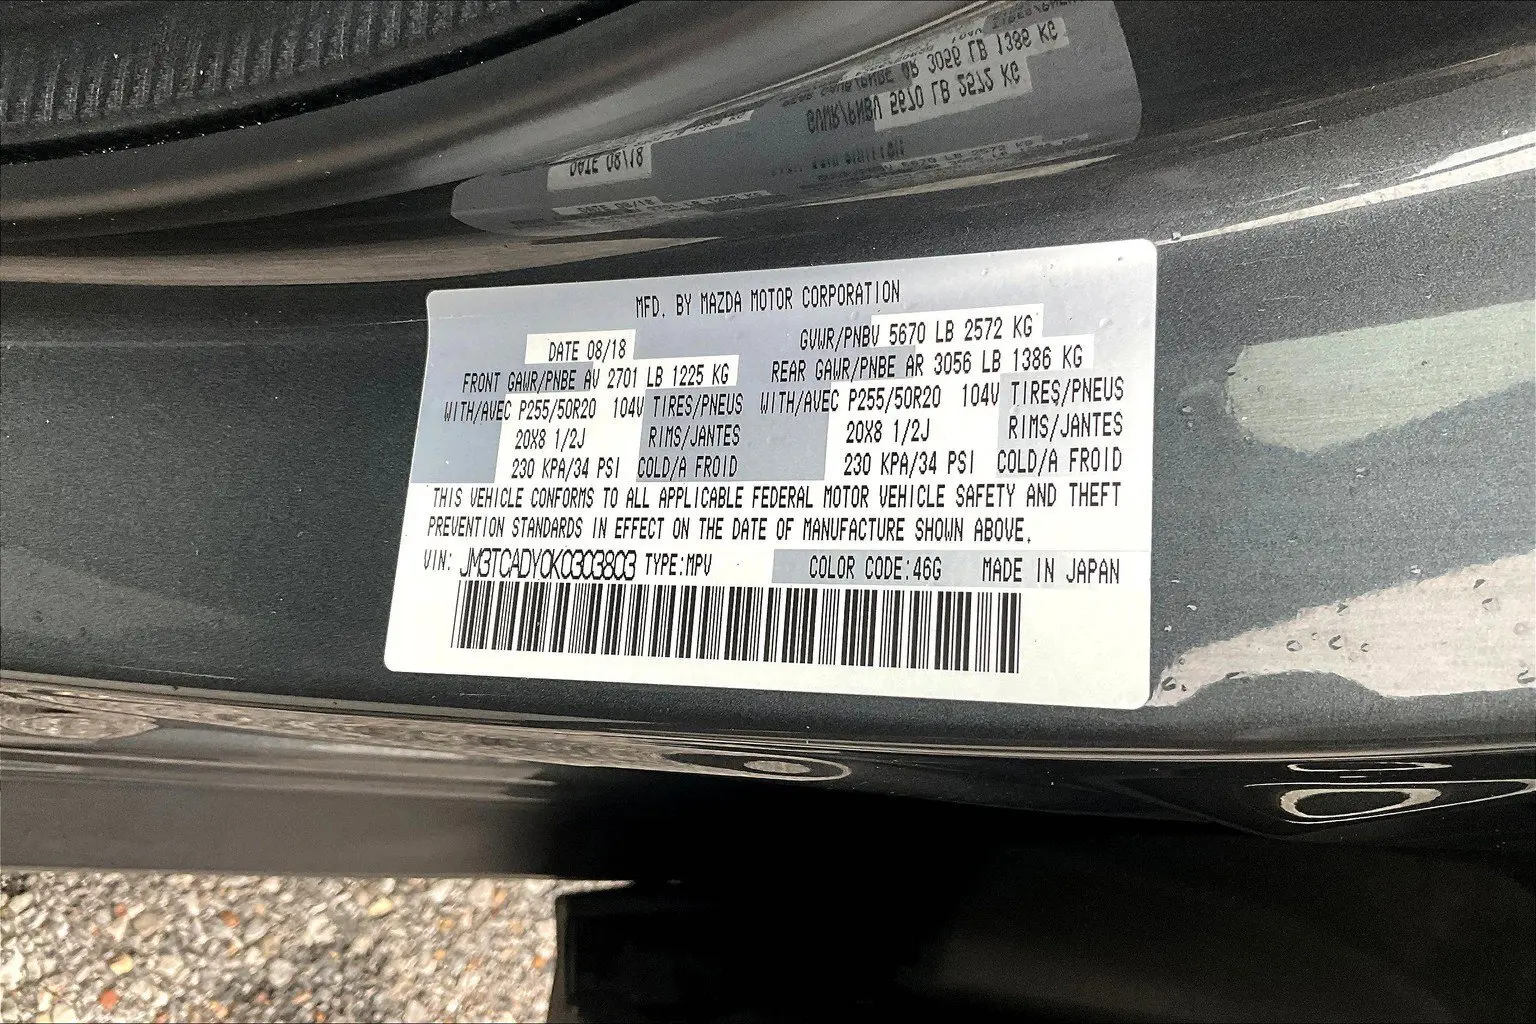 MFD. BY MAZDA MOTOR CORPORATION
DATE 08/18 GVWR/PNBV 5670 LB 2572 KG
FRONT GAWR/PNBE AV 2701 LB 1225 KG REAR GAWR/PNBE AR 3056 LB 1386 KG
WITH/AVEC P255/50R20 104V TIRES/PNEUS WITH/AVEC P255/50R20 104V TIRES/PNEUS
20X8 1/2J RIMS/JANTES 20X8 1/2J RIMS/JANTES
230 KPA/34 PSI COLD/A FROID 230 KPA/34 PSI COLD/A FROID
THIS VEHICLE CONFORMS TO ALL APPLICABLE FEDERAL MOTOR VEHICLE SAFETY AND THEFT
PREVENTION STANDARDS IN EFFECT ON THE DATE OF MANUFACTURE SHOWN ABOVE.
VIN: JM3TCADY0K0303803 TYPE:MPV COLOR CODE:46G MADE IN JAPAN